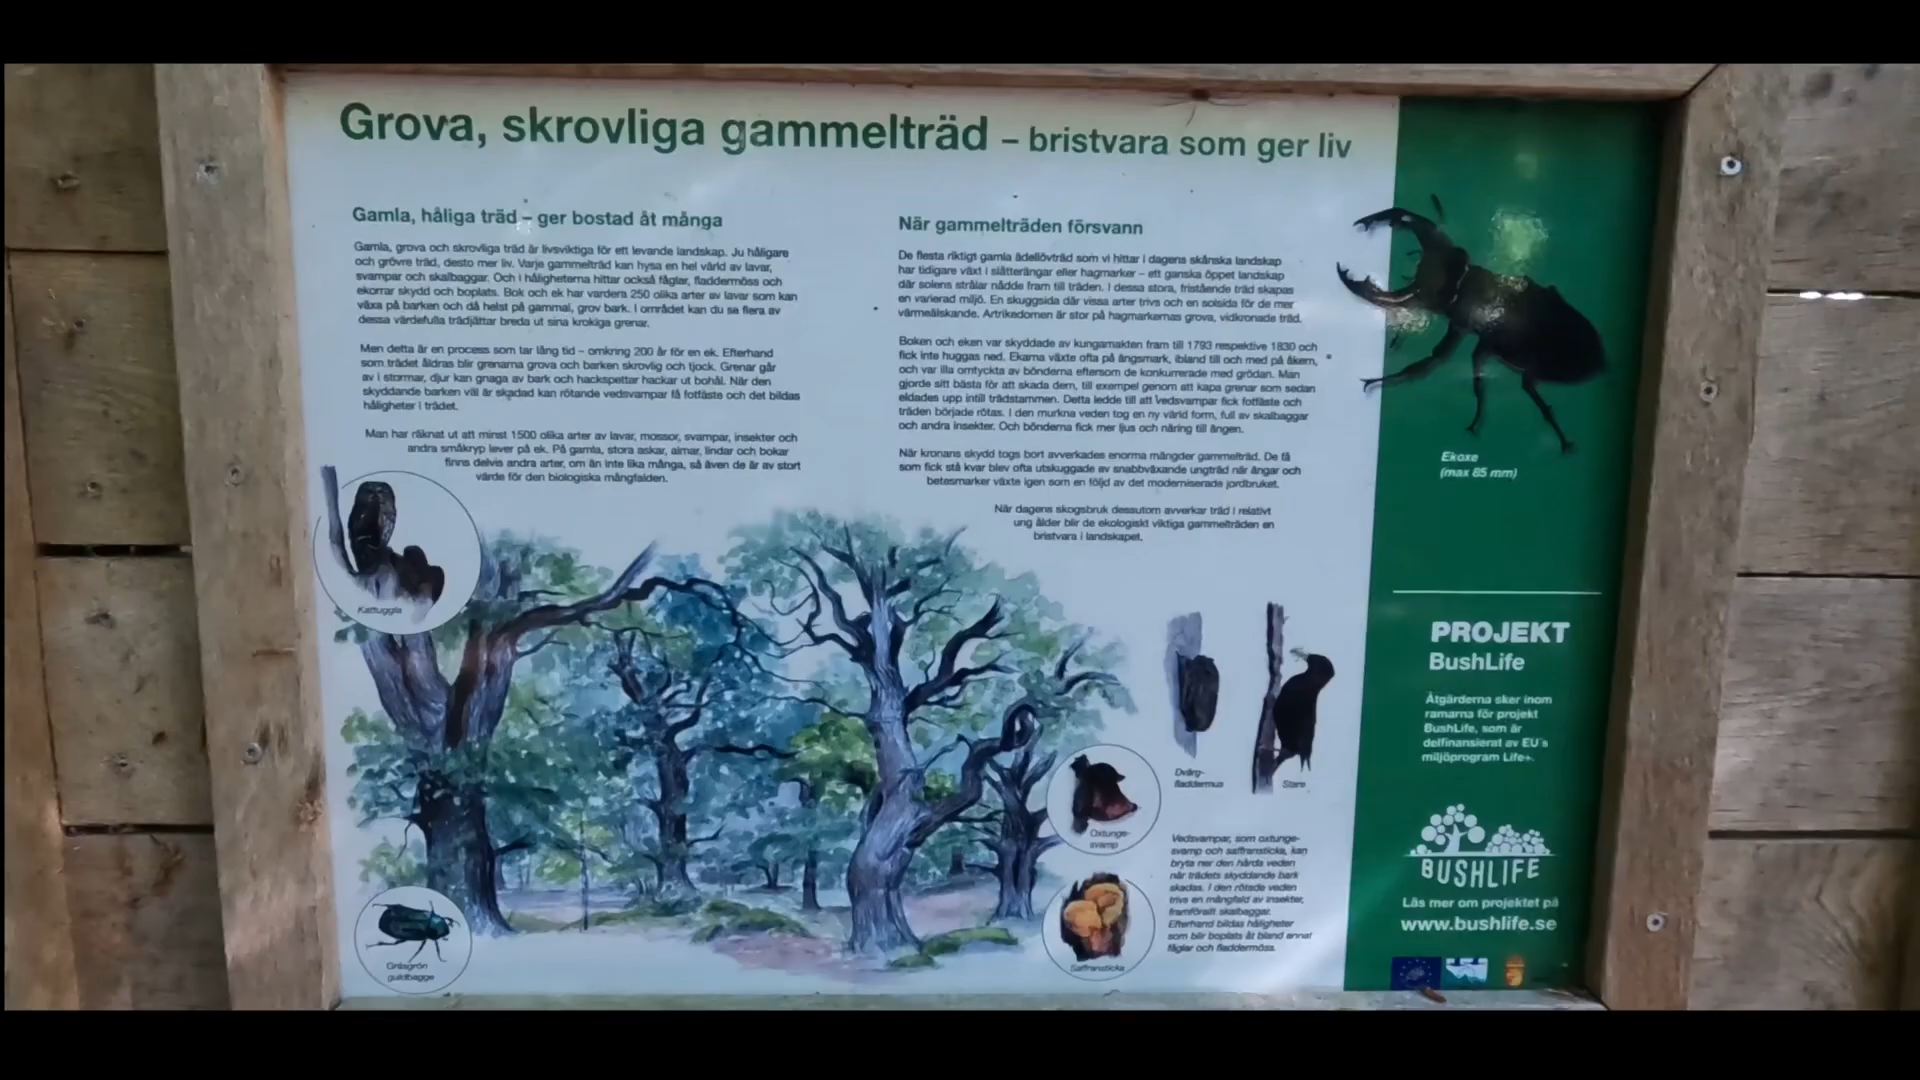 Grova, skrovliga gammelträd – bristvara som ger liv
Gamla, håliga träd – ger bostad åt många
Gamla, grova och skrovliga träd är livsviktiga för ett levande landskap. Ju håligare
och grövre träd, desto mer liv. Varje gammelträd kan hysa en hel värld av lavar,
svampar och skalbaggar. Och i håligheterna hittar också fåglar, fladdermöss och
ekorrar skydd och boplats. Bok och ek har vardera 250 olika arter av lavar som kan
växa på barken och då helst på gammal, grov bark. I området kan du se flera av
dessa värdefulla trädjättar breda ut sina krokiga grenar.
Men detta är en process som tar lång tid – omkring 200 år för en ek. Efterhand
som trädet åldras blir grenarna grova och barken skrovlig och tjock. Grenar går
av i stormar, djur kan gnaga av bark och hackspettar hackar ut bohål. När den
skyddande barken väl är skadad kan rötande vedsvampar få fotfäste och det bildas
håligheter i trädet.
Man har räknat ut att minst 1500 olika arter av lavar, mossor, svampar, insekter och
andra småkryp lever på ek. På gamla, stora askar, almar, lindar och bokar
finns delvis andra arter, om än inte lika många, så även de är av stort
värde för den biologiska mångfalden.
När gammelträden försvann
De flesta riktigt gamla ädellövträd som vi hittar i dagens skånska landskap
har tidigare växt i slåtterängar eller hagmarker – ett ganska öppet landskap
där solens strålar nådde fram till träden. I dessa stora, fristående träd skapas
en varierad miljö. En skuggsida där vissa arter trivs och en solsida för de mer
värmeälskande. Artrikedomen är stor på hagmarkernas grova, vidkronade träd.
Boken och eken var skyddade av kungamakten fram till 1793 respektive 1830 och
fick inte huggas ned. Ekarna växte ofta på ängsmark, ibland till och med på åkern,
och var illa omtyckta av bönderna eftersom de konkurrerade med grödan. Man
gjorde sitt bästa för att skada dem, till exempel genom att kapa grenar som sedan
eldades upp intill trädstammen. Detta ledde till att vedsvampar fick fotfäste och
träden började rötas. I den murkna veden tog en ny värld form, full av skalbaggar
och andra insekter. Och bönderna fick mer ljus och näring till ängen.
När kronans skydd togs bort avverkades enorma mängder gammelträd. De få
som fick stå kvar blev ofta utskuggade av snabbväxande ungträd när ängar och
betesmarker växte igen som en följd av det moderniserade jordbruket.
När dagens skogsbruk dessutom avverkar träd i relativt
ung ålder blir de ekologiskt viktiga gammelträden en
bristvara i landskapet.
Kattuggla
Gräsgrön
guldbagge
Oxtunge-
svamp
Saffransticka
Dvärg-
fladdermus
Stare
Vedsvampar, som oxtunge-
svamp och saffransticka, kan
bryta ner den hårda veden
när trädets skyddande bark
skadas. I den rötade veden
trivs en mångfald av insekter,
framförallt skalbaggar.
Efterhand bildas håligheter
som blir boplats åt bland annat
fåglar och fladdermöss.
Ekoxe
(max 85 mm)
PROJEKT
BushLife
Åtgärderna sker inom
ramarna för projekt
BushLife, som är
delfinansierat av EU´s
miljöprogram Life+.
BUSHLIFE
Läs mer om projektet på
www.bushlife.se